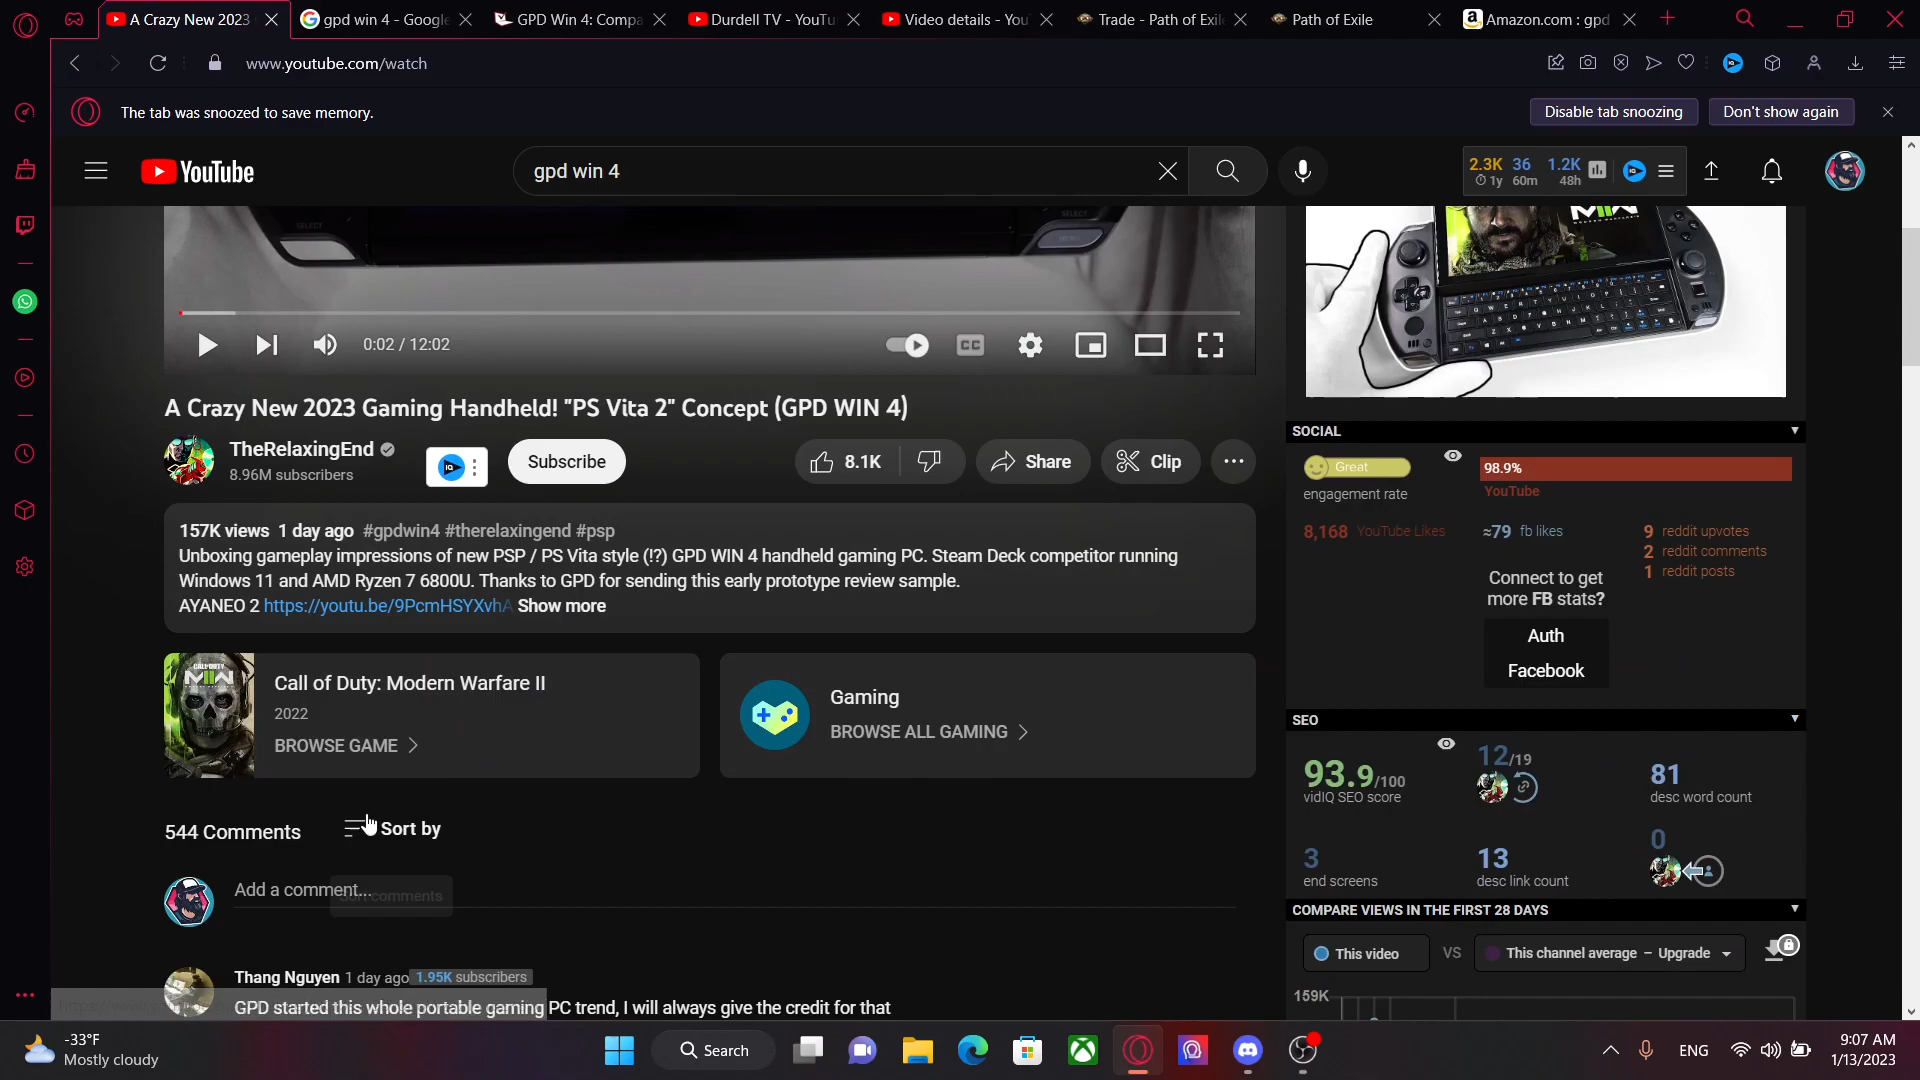 A Crazy New 2023
gpd win 4 - Google
GPD Win 4: Compa
Durdell TV - YouTu
Video details - You
Trade - Path of Exile
Path of Exile
Amazon.com : gpd
www.youtube.com/watch
The tab was snoozed to save memory.
Disable tab snoozing
Don't show again
YouTube
gpd win 4
2.3K 36 1.2K
1y 60m 48h
SELECT
SELECT
MENU
MW
0:02 / 12:02
CC
A Crazy New 2023 Gaming Handheld! "PS Vita 2" Concept (GPD WIN 4)
TheRelaxingEnd
8.96M subscribers
IQ
Subscribe
8.1K
Share
Clip
157K views 1 day ago #gpdwin4 #therelaxingend #psp
Unboxing gameplay impressions of new PSP / PS Vita style (!?) GPD WIN 4 handheld gaming PC. Steam Deck competitor running
Windows 11 and AMD Ryzen 7 6800U. Thanks to GPD for sending this early prototype review sample.
AYANEO 2 https://youtu.be/9PcmHSYXvhA Show more
CALL OF DUTY
MW
Call of Duty: Modern Warfare II
2022
BROWSE GAME
Gaming
BROWSE ALL GAMING
544 Comments
Sort by
Add a comment...
Sort comments
Thang Nguyen 1 day ago 1.95K subscribers
GPD started this whole portable gaming PC trend, I will always give the credit for that
SOCIAL
Great
engagement rate
98.9%
YouTube
8,168 YouTube Likes
≈79 fb likes
9 reddit upvotes
2 reddit comments
1 reddit posts
Connect to get
more FB stats?
Auth
Facebook
SEO
93.9/100
vidIQ SEO score
12/19
81
desc word count
3
end screens
13
desc link count
0
COMPARE VIEWS IN THE FIRST 28 DAYS
This video
VS
This channel average – Upgrade
159K
-33°F
Mostly cloudy
Search
ENG
9:07 AM
1/13/2023